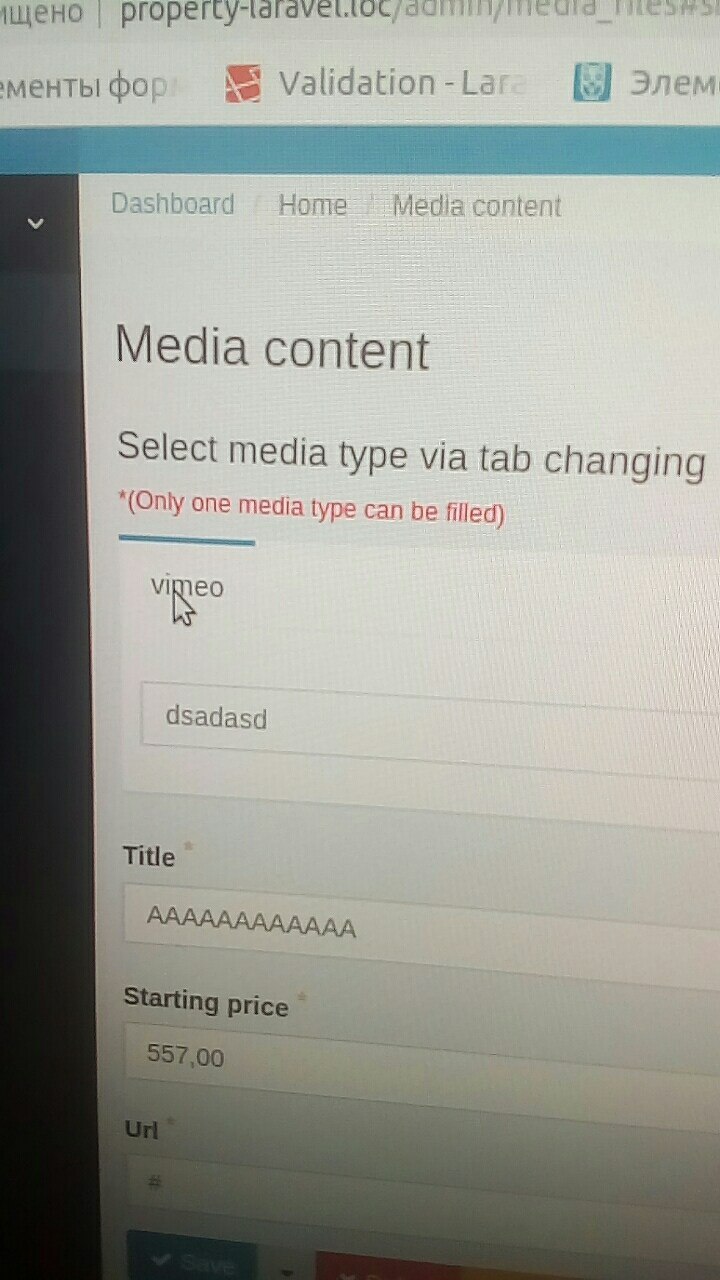 ищено | property-laravel.loc/admin/media_files#s
ементы фор Validation - Lara Элем
Dashboard / Home / Media content
Media content
Select media type via tab changing
*(Only one media type can be filled)
vimeo
dsadasd
Title *
AAAAAAAAAAAA
Starting price *
557,00
Url *
#
Save